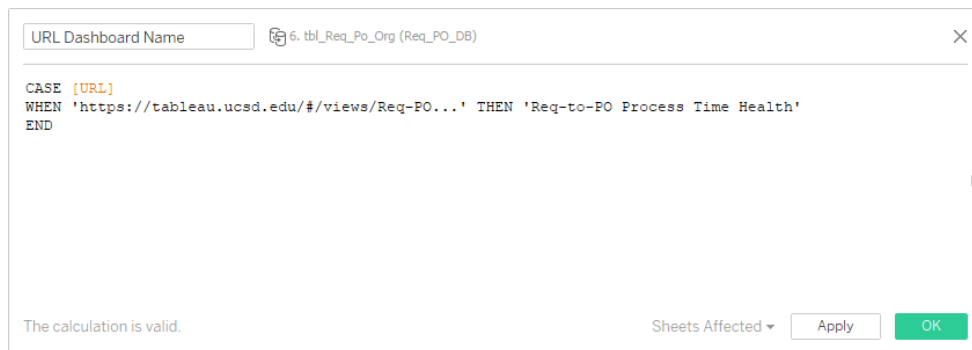 URL Dashboard Name
6. tbl_Req_Po_Org (Req_PO_DB)
CASE [URL]
WHEN 'https://tableau.ucsd.edu/#/views/Req-PO...' THEN 'Req-to-PO Process Time Health'
END
The calculation is valid.
Sheets Affected
Apply
OK